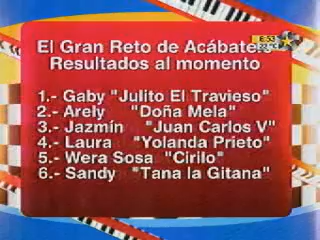 El Gran Reto de Acábatelo
Resultados al momento
1.- Gaby "Julito El Travieso"
2.- Arely "Doña Mela"
3.- Jazmín "Juan Carlos V"
4.- Laura "Yolanda Prieto"
5.- Wera Sosa "Cirilo"
6.- Sandy "Tana la Gitana"